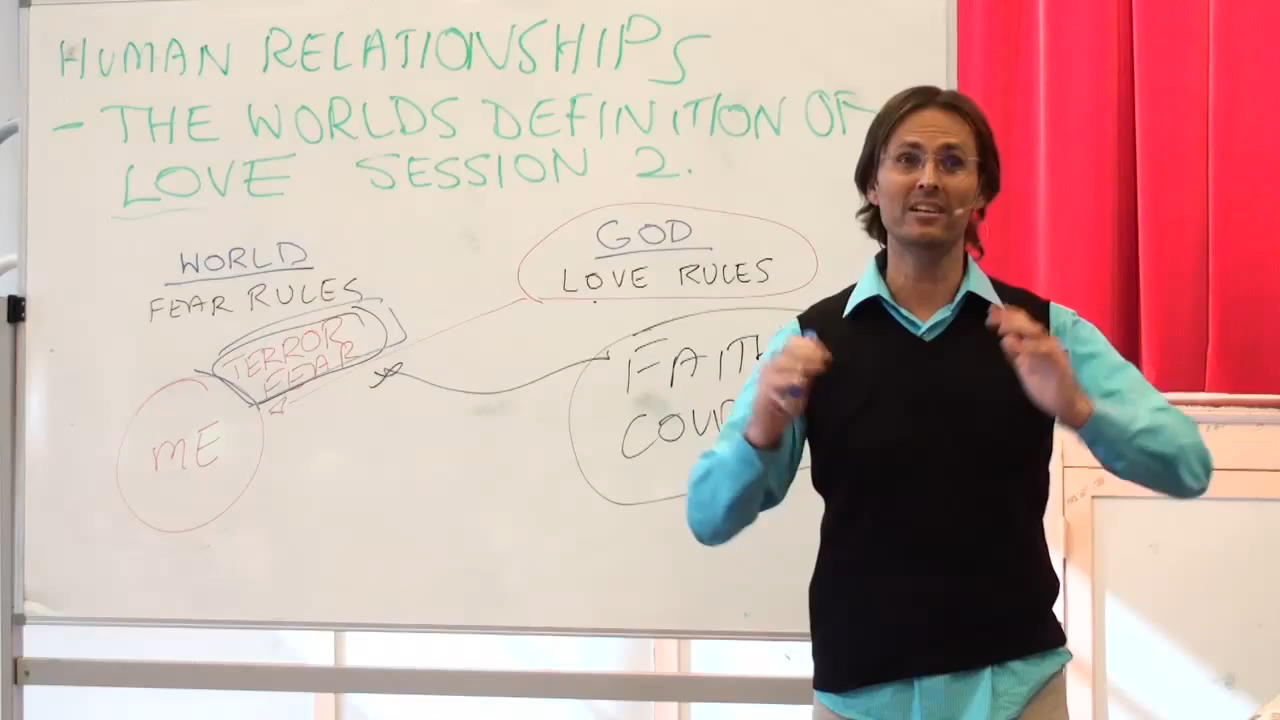 HUMAN RELATIONSHIPS
- THE WORLDS DEFINITION OF
LOVE SESSION 2.
WORLD
FEAR RULES
GOD
LOVE RULES
TERROR
FEAR
ME